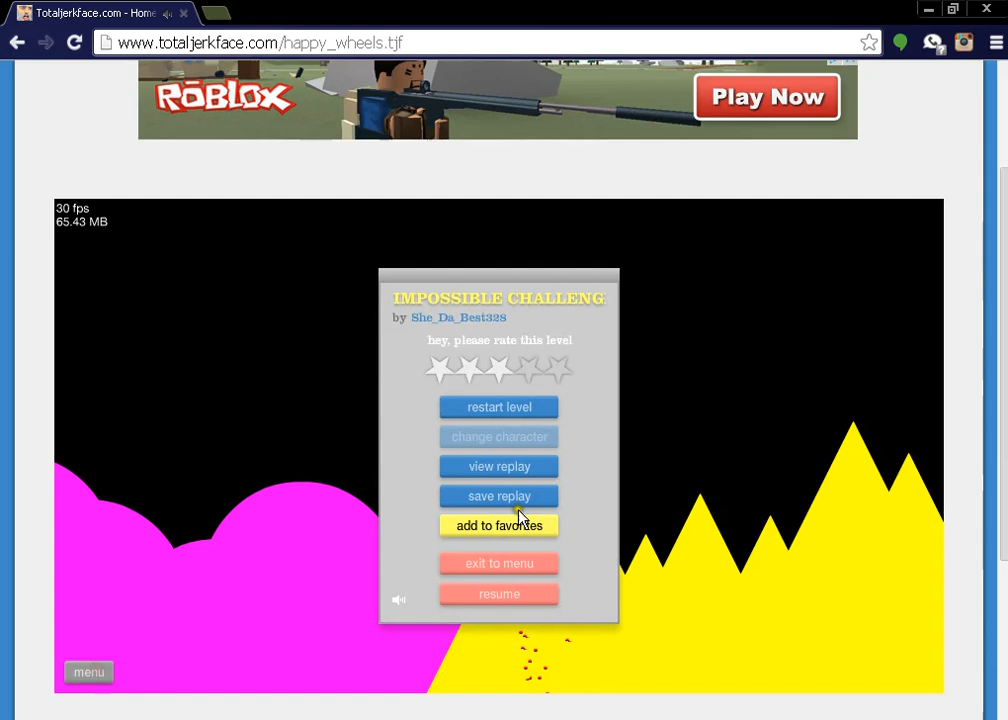 Totaljerkface.com - Home
www.totaljerkface.com/happy_wheels.tjf
ROBLOX
Play Now
30 fps
65.43 MB
IMPOSSIBLE CHALLENG
by She_Da_Best328
hey, please rate this level
restart level
change character
view replay
save replay
add to favorites
exit to menu
resume
menu